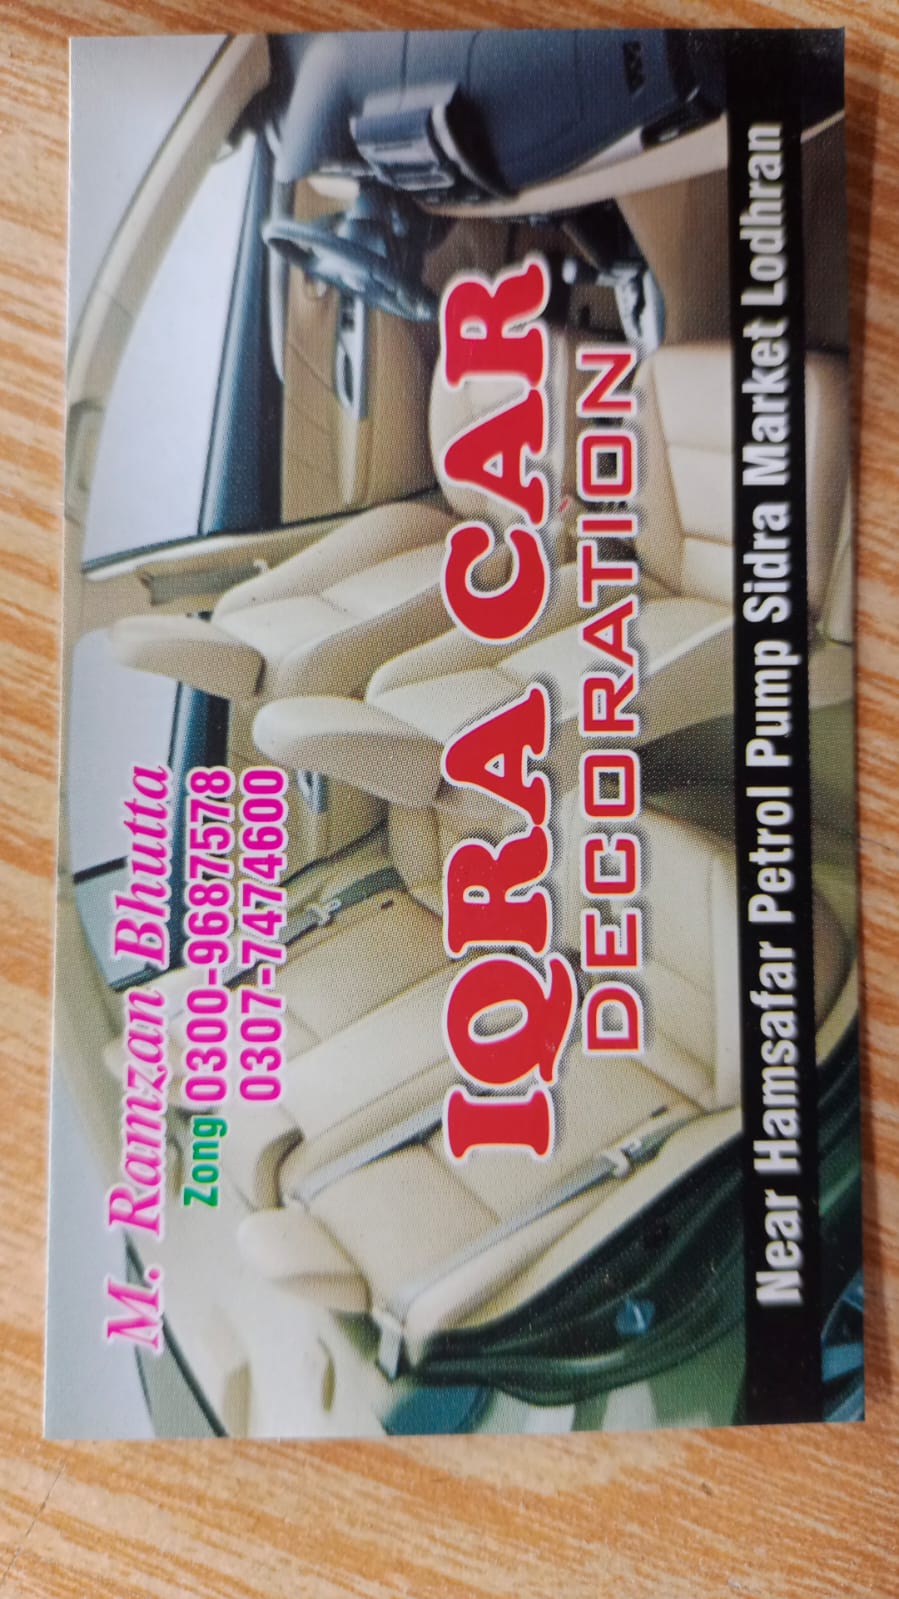 M. Ramzan Bhutta
Zong 0300-9687578
0307-7474600
IQRA CAR
DECORATION
Near Hamsafar Petrol Pump Sidra Market Lodhran